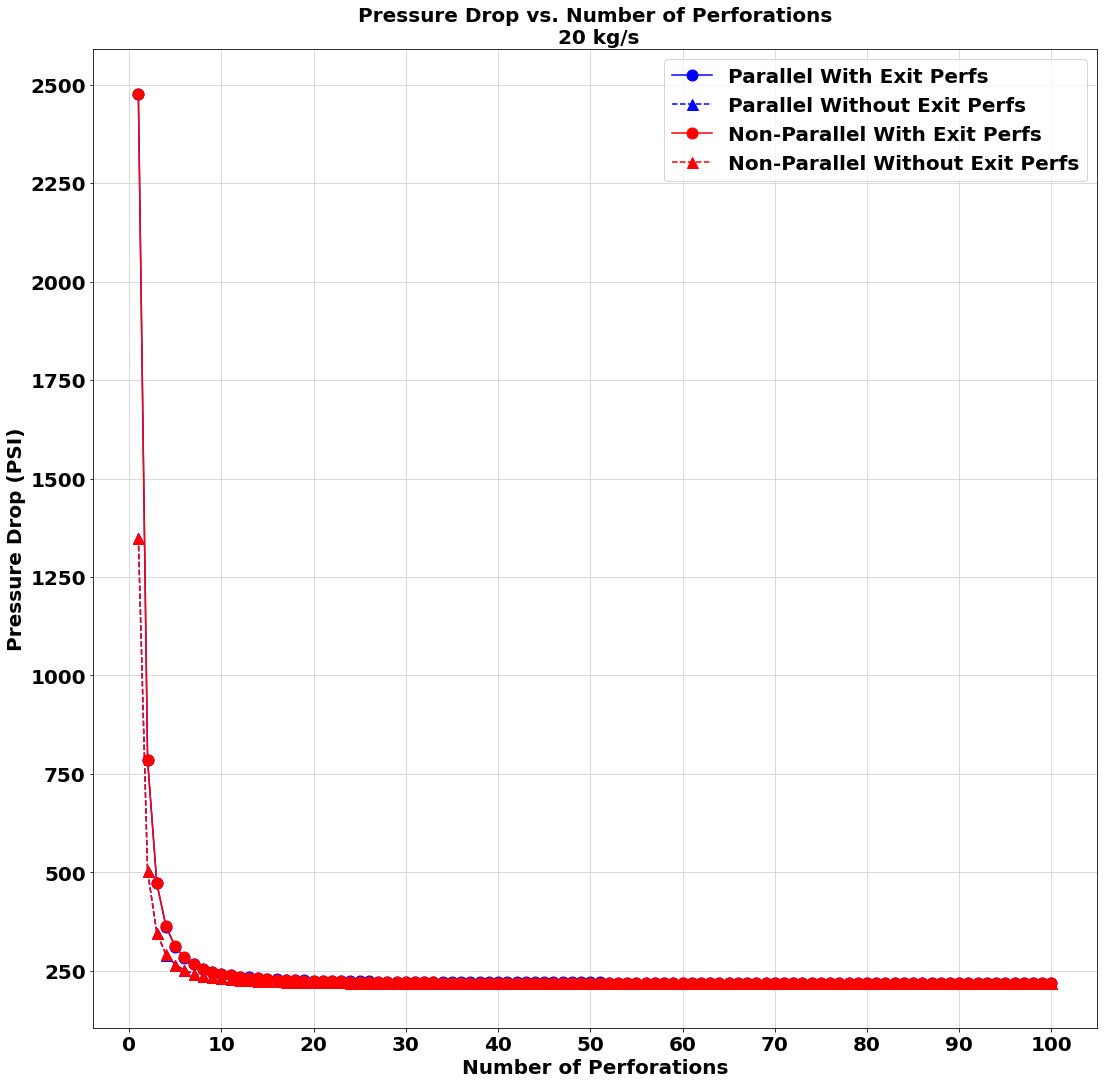 Pressure Drop vs. Number of Perforations
20 kg/s
Parallel With Exit Perfs
Parallel Without Exit Perfs
Non-Parallel With Exit Perfs
Non-Parallel Without Exit Perfs
2500
2250
2000
1750
1500
1250
1000
750
500
250
Pressure Drop (PSI)
0 10 20 30 40 50 60 70 80 90 100
Number of Perforations